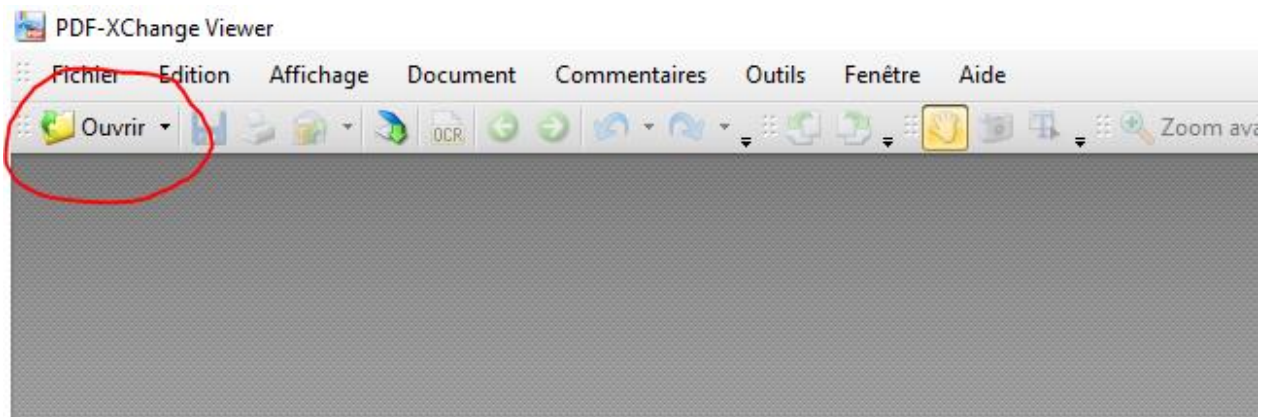 PDF-XChange Viewer
Fichier Edition Affichage Document Commentaires Outils Fenêtre Aide
Ouvrir OCR Zoom ava